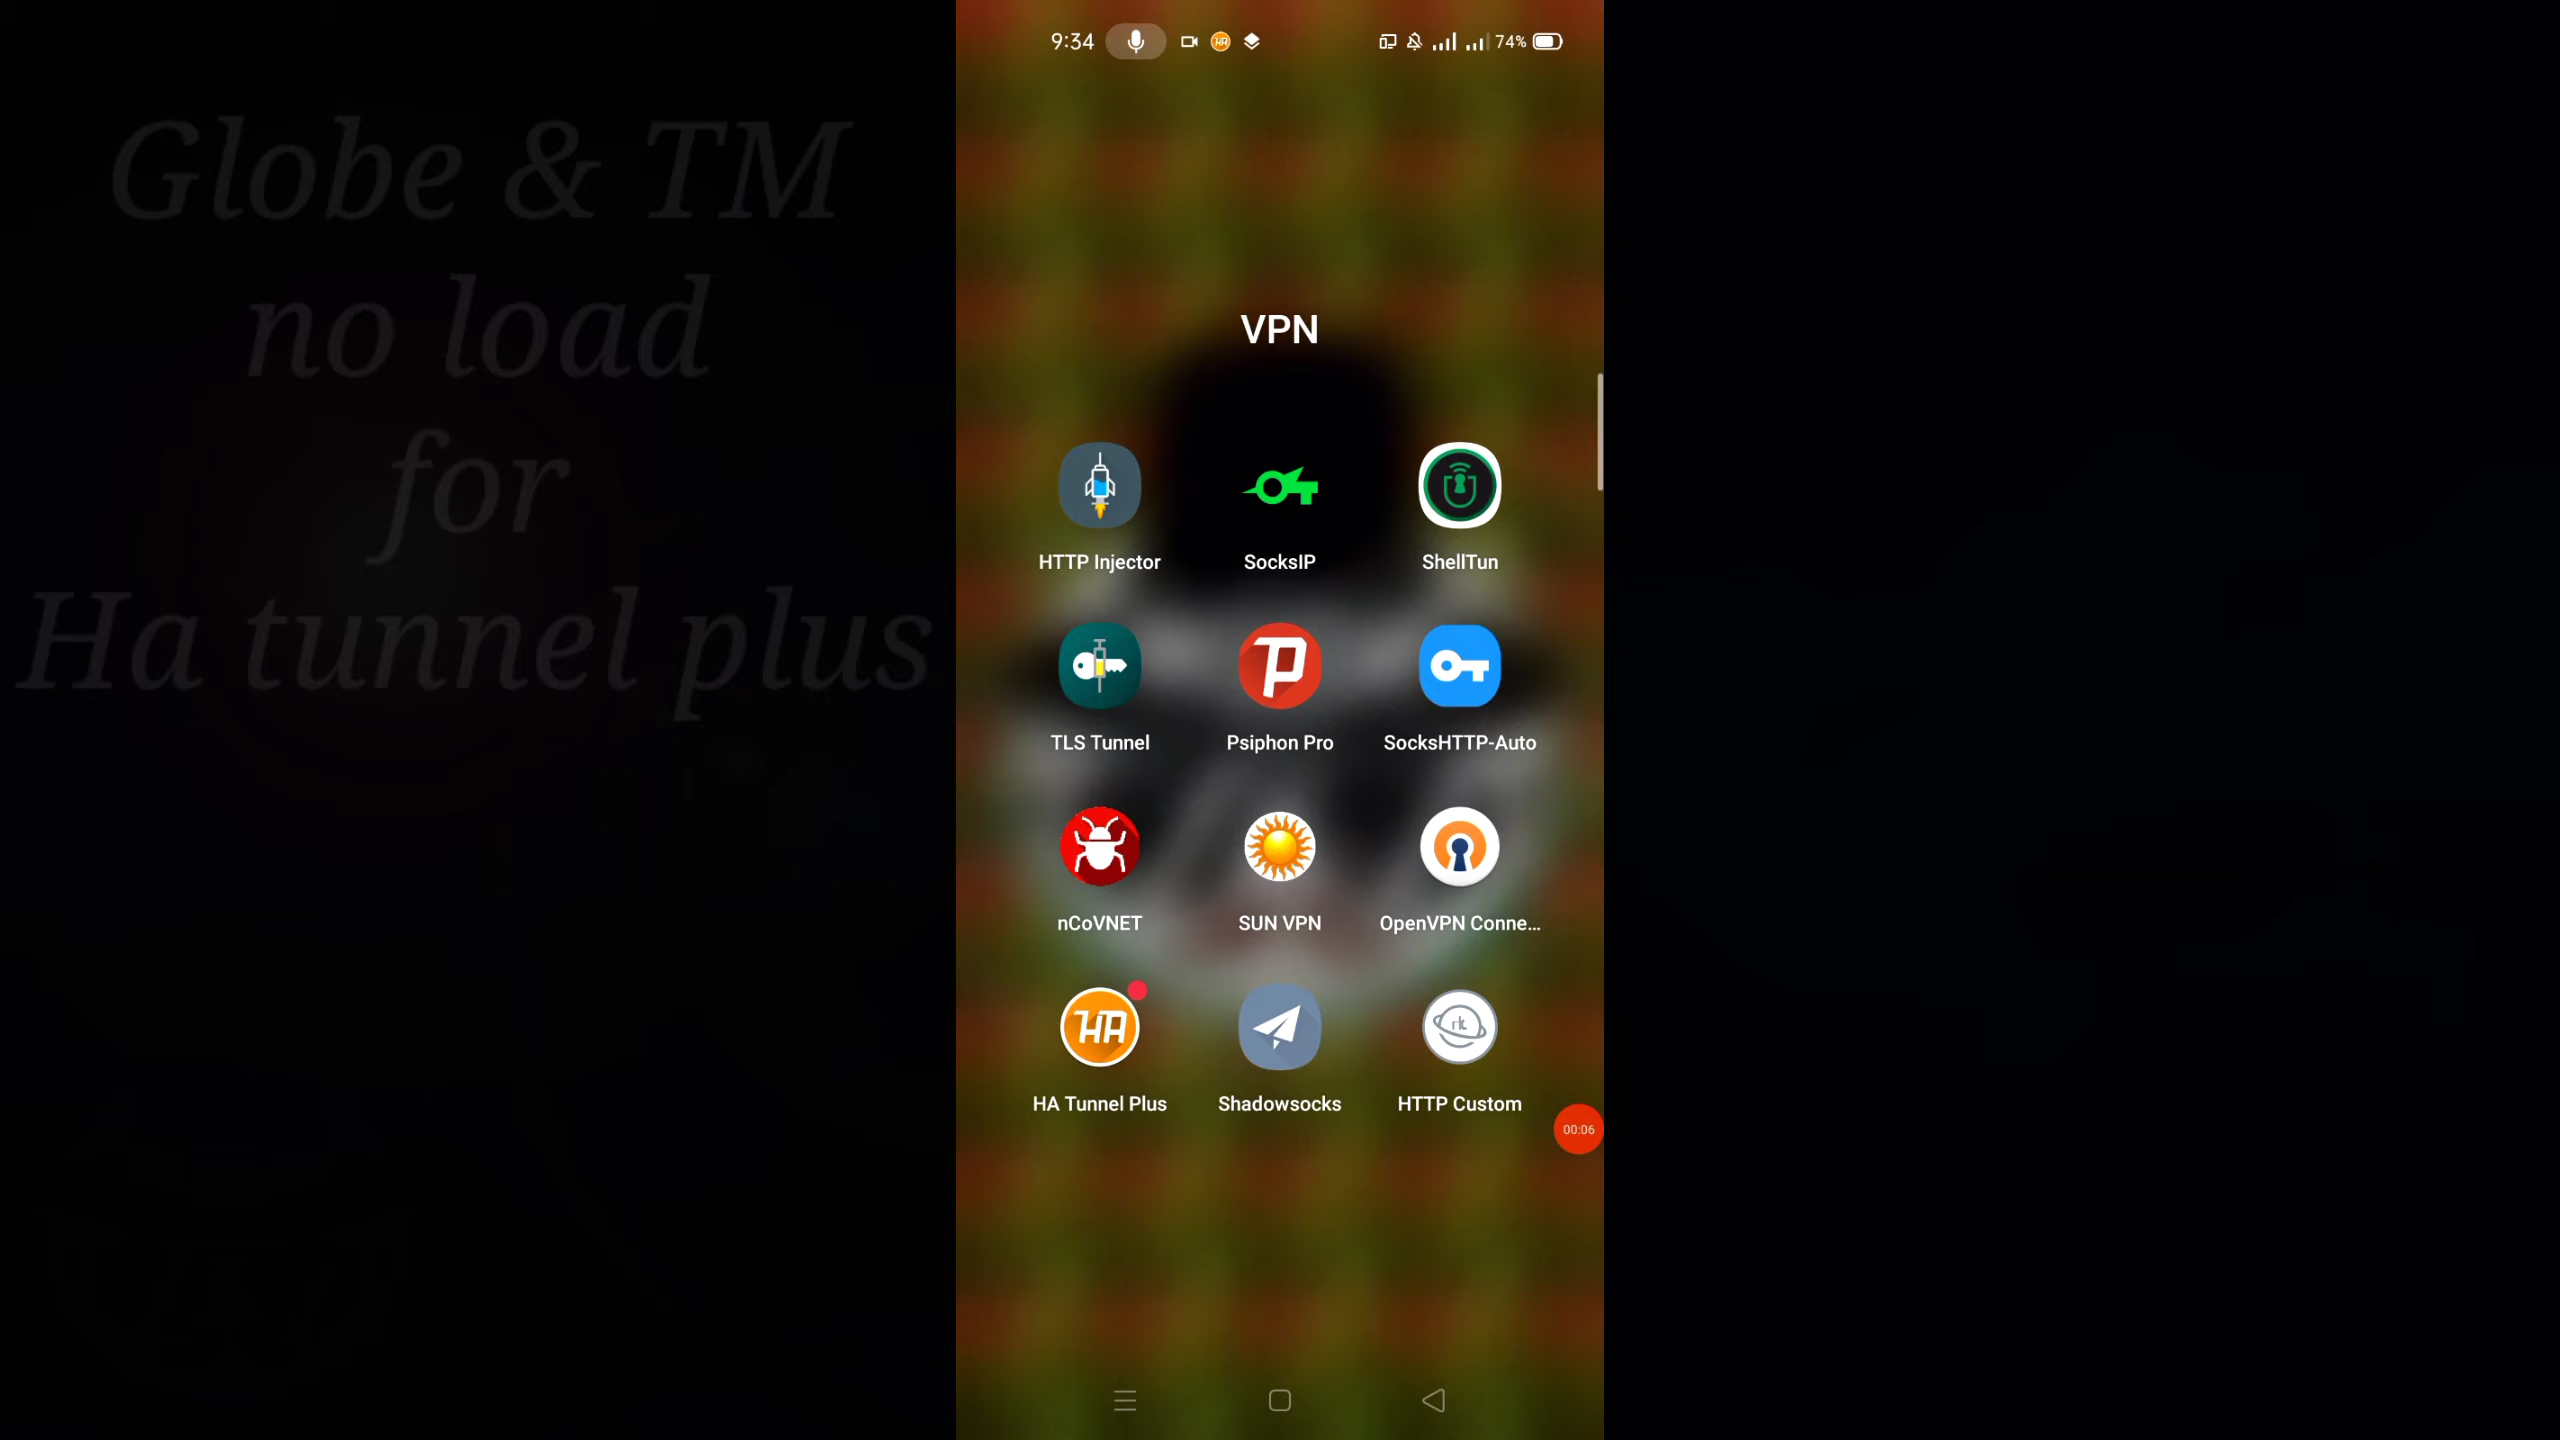 Globe & TM
no load
for
Ha tunnel plus
9:34
74%
VPN
HTTP Injector
SocksIP
ShellTun
TLS Tunnel
Psiphon Pro
SocksHTTP-Auto
nCoVNET
SUN VPN
OpenVPN Conne...
HA
HA Tunnel Plus
Shadowsocks
HTTP Custom
00:06